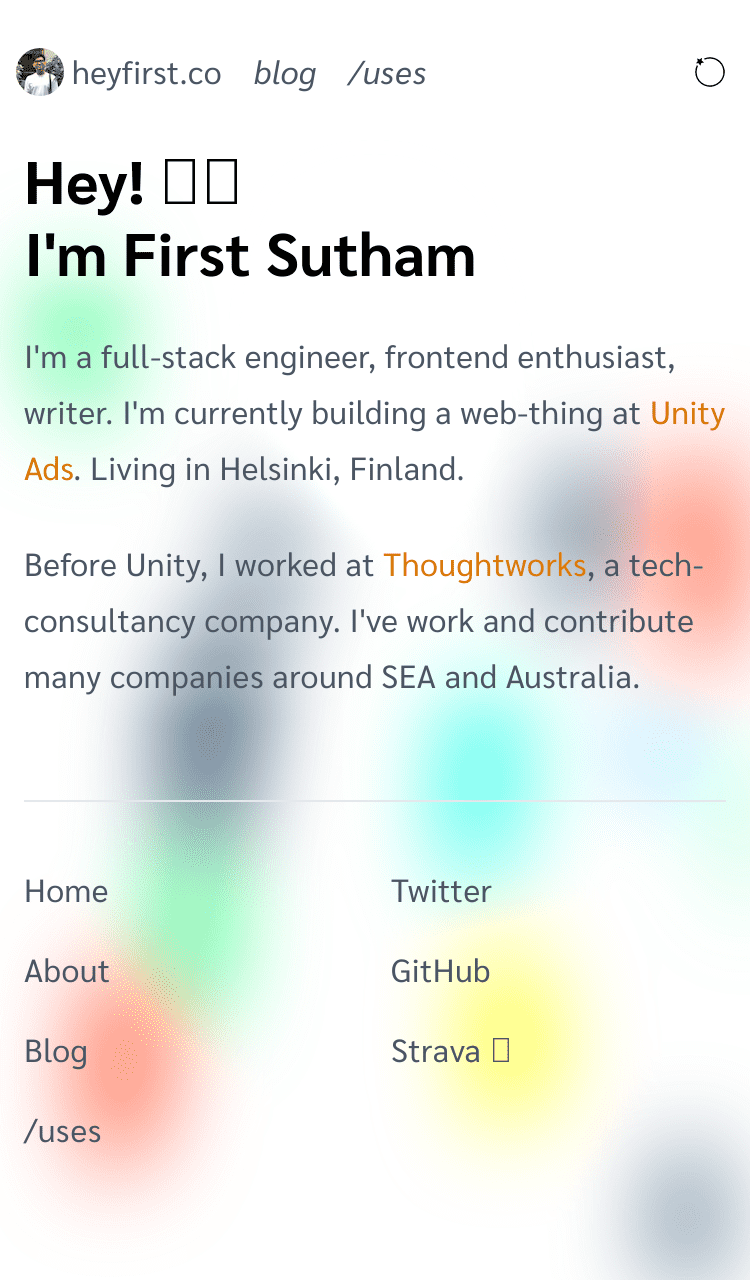 heyfirst.co blog /uses
Hey!
I'm First Sutham
I'm a full-stack engineer, frontend enthusiast,
writer. I'm currently building a web-thing at Unity
Ads. Living in Helsinki, Finland.
Before Unity, I worked at Thoughtworks, a tech-
consultancy company. I've work and contribute
many companies around SEA and Australia.
Home
About
Blog
/uses
Twitter
GitHub
Strava